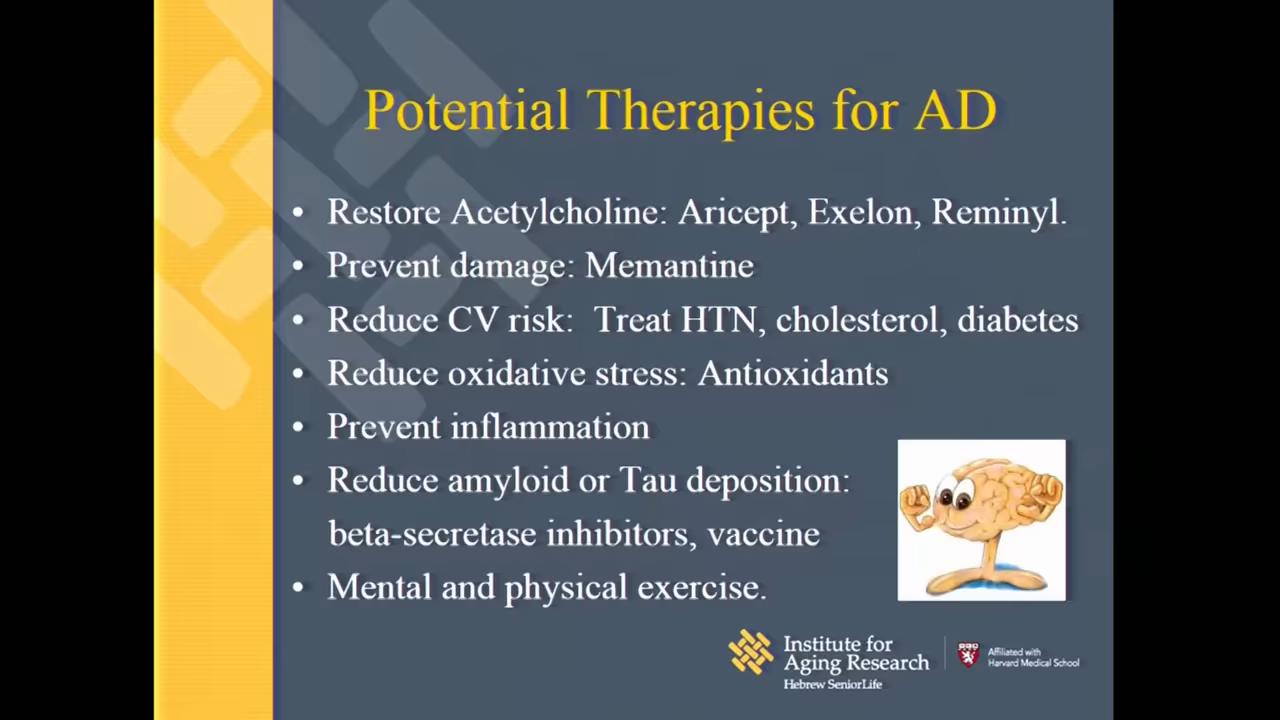 Potential Therapies for AD
• Restore Acetylcholine: Aricept, Exelon, Reminyl.
• Prevent damage: Memantine
• Reduce CV risk:  Treat HTN, cholesterol, diabetes
• Reduce oxidative stress: Antioxidants
• Prevent inflammation
• Reduce amyloid or Tau deposition:
beta-secretase inhibitors, vaccine
• Mental and physical exercise.
Institute for
Aging Research
Hebrew SeniorLife
Affiliated with
Harvard Medical School